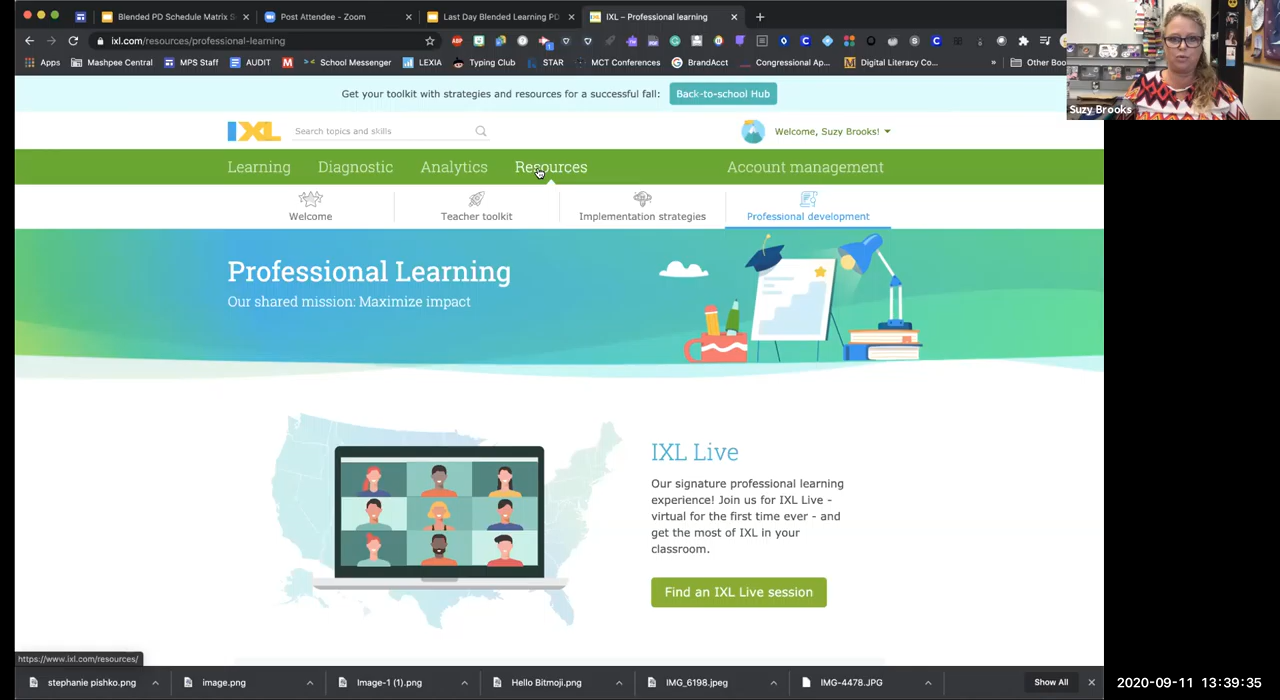 Blended PD Schedule Matrix S
Post Attendee - Zoom
Last Day Blended Learning PD
IXL – Professional learning
ixl.com/resources/professional-learning
Apps
Mashpee Central
MPS Staff
AUDIT
School Messenger
LEXIA
Typing Club
STAR
MCT Conferences
BrandAcct
Congressional Ap...
Digital Literacy Co...
»
Other Boo
Suzy Brooks
Get your toolkit with strategies and resources for a successful fall: Back-to-school Hub
IXL
Search topics and skills
Welcome, Suzy Brooks!
Learning Diagnostic Analytics Resources Account management
Welcome
Teacher toolkit
Implementation strategies
Professional development
Professional Learning
Our shared mission: Maximize impact
IXL Live
Our signature professional learning
experience! Join us for IXL Live -
virtual for the first time ever - and
get the most of IXL in your
classroom.
Find an IXL Live session
https://www.ixl.com/resources/
stephanie pishko.png
image.png
Image-1 (1).png
Hello Bitmoji.png
IMG_6198.jpeg
IMG-4478.JPG
Show All
2020-09-11 13:39:35